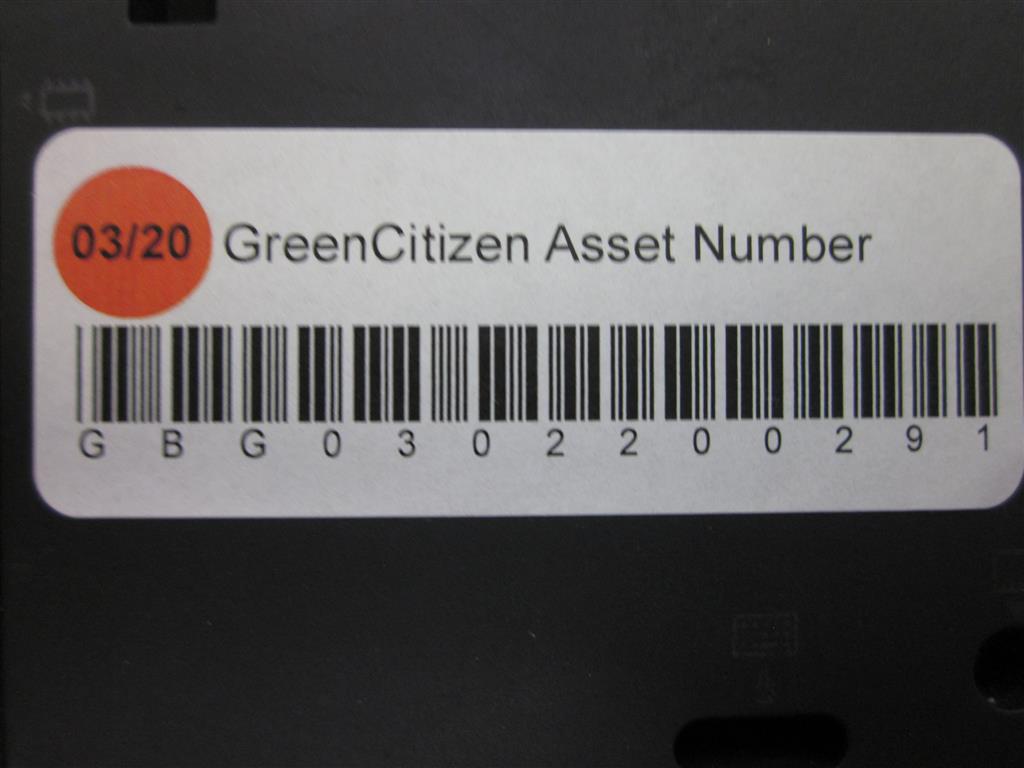 03/20 GreenCitizen Asset Number
G B G 0 3 0 2 2 0 0 2 9 1